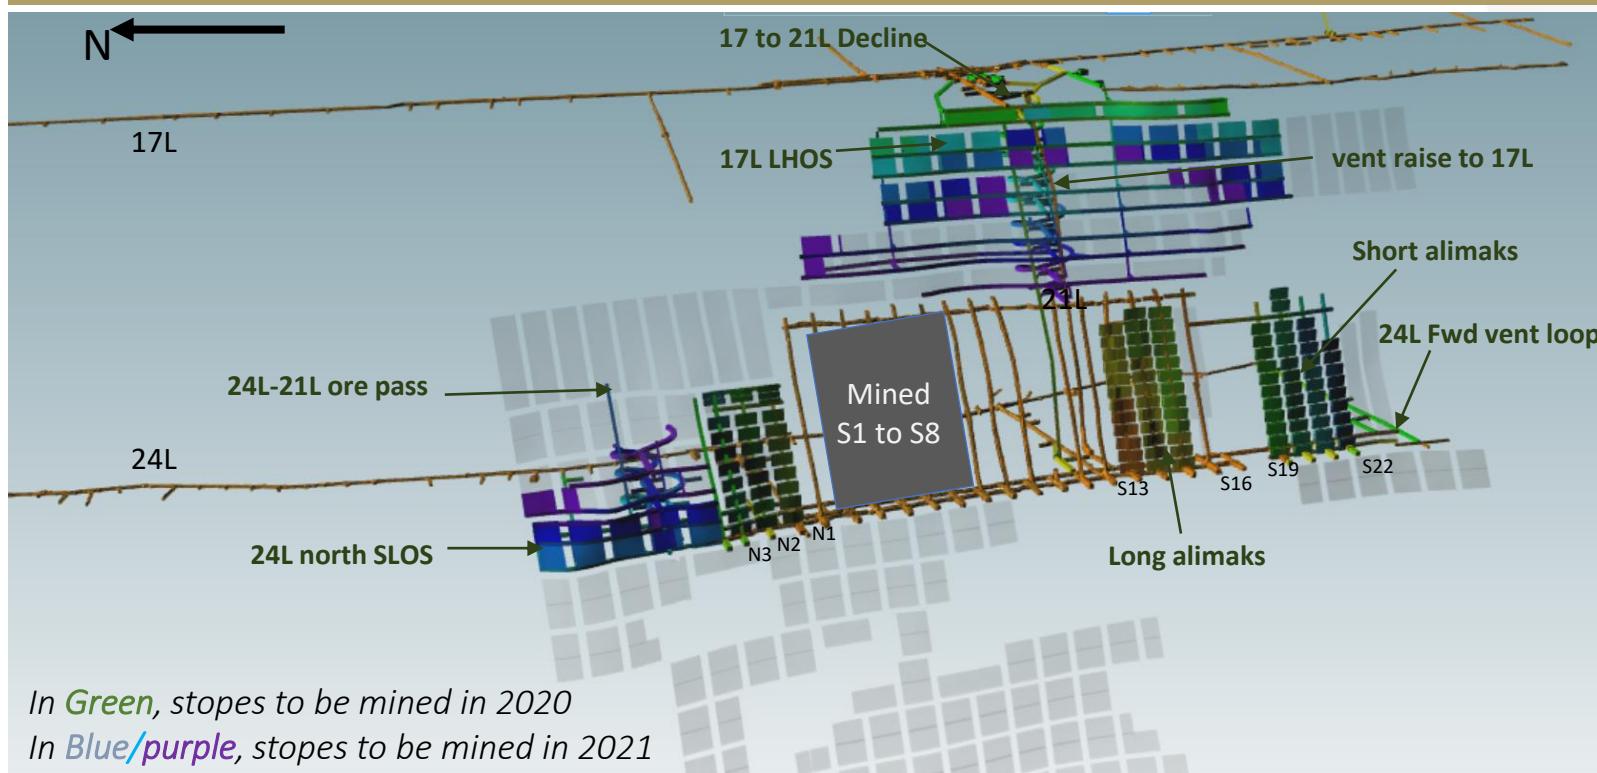 N
17 to 21L Decline
17L
17L LHOS
vent raise to 17L
Short alimaks
21L
24L Fwd vent loop
24L-21L ore pass
Mined
S1 to S8
24L
S19
S22
S16
S13
N1
N2
N3
24L north SLOS
Long alimaks
In Green, stopes to be mined in 2020
In Blue/purple, stopes to be mined in 2021